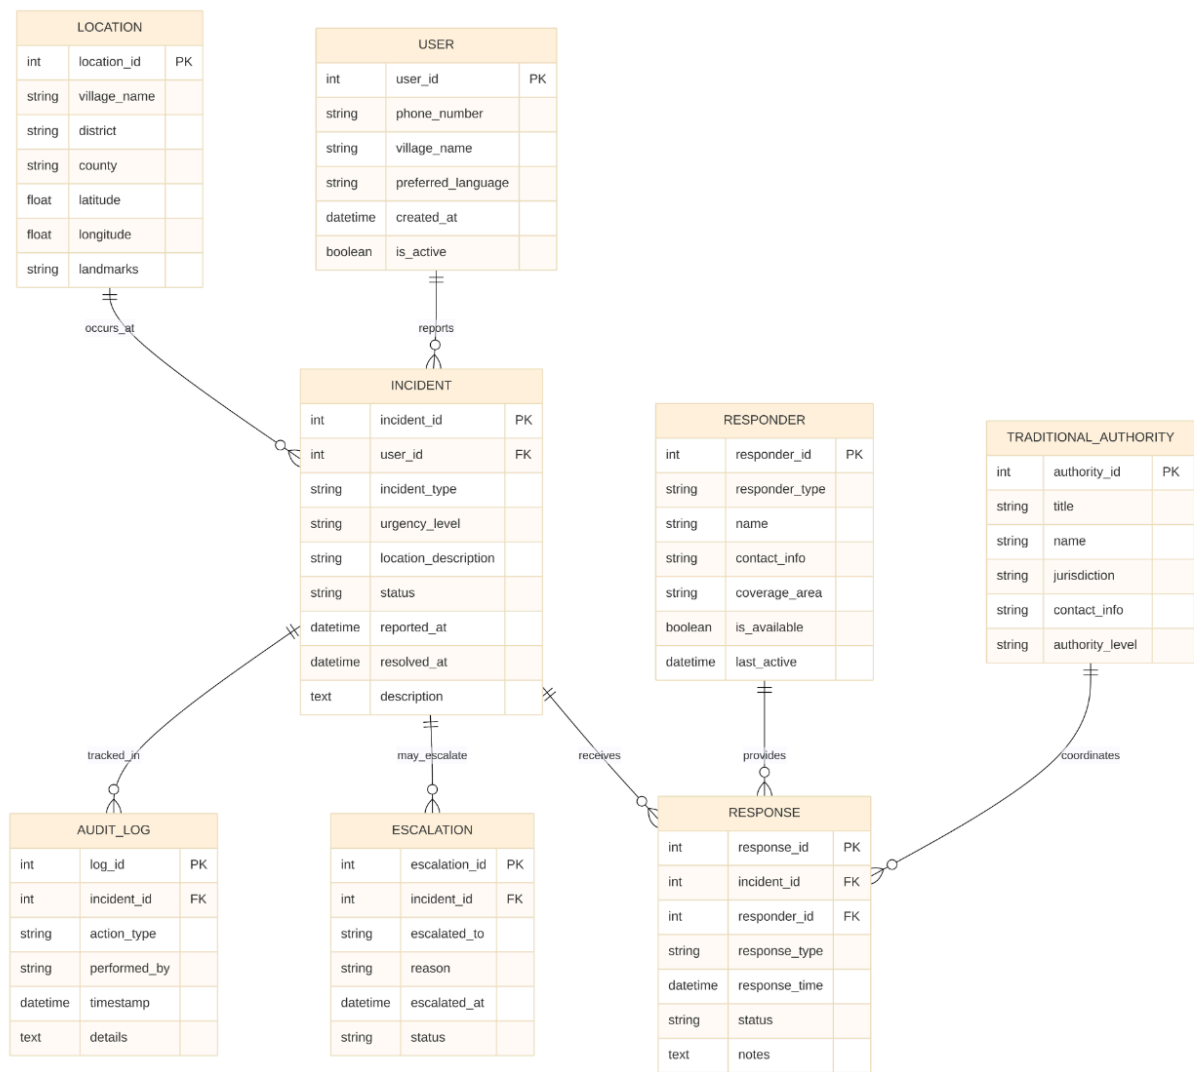 LOCATION
int location_id PK
string village_name
string district
string county
float latitude
float longitude
string landmarks
USER
int user_id PK
string phone_number
string village_name
string preferred_language
datetime created_at
boolean is_active
occurs_at
reports
INCIDENT
int incident_id PK
int user_id FK
string incident_type
string urgency_level
string location_description
string status
datetime reported_at
datetime resolved_at
text description
RESPONDER
int responder_id PK
string responder_type
string name
string contact_info
string coverage_area
boolean is_available
datetime last_active
TRADITIONAL_AUTHORITY
int authority_id PK
string title
string name
string jurisdiction
string contact_info
string authority_level
tracked_in
may_escalate
receives
provides
coordinates
AUDIT_LOG
int log_id PK
int incident_id FK
string action_type
string performed_by
datetime timestamp
text details
ESCALATION
int escalation_id PK
int incident_id FK
string escalated_to
string reason
datetime escalated_at
string status
RESPONSE
int response_id PK
int incident_id FK
int responder_id FK
string response_type
datetime response_time
string status
text notes